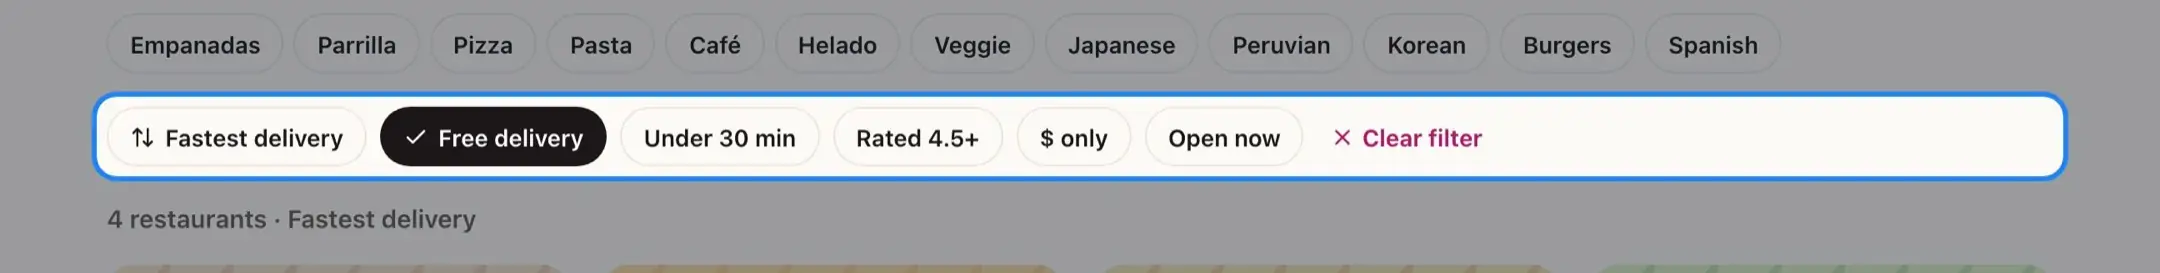 Empanadas Parrilla Pizza Pasta Café Helado Veggie Japanese Peruvian Korean Burgers Spanish
Fastest delivery Free delivery Under 30 min Rated 4.5+ $ only Open now Clear filter
4 restaurants · Fastest delivery